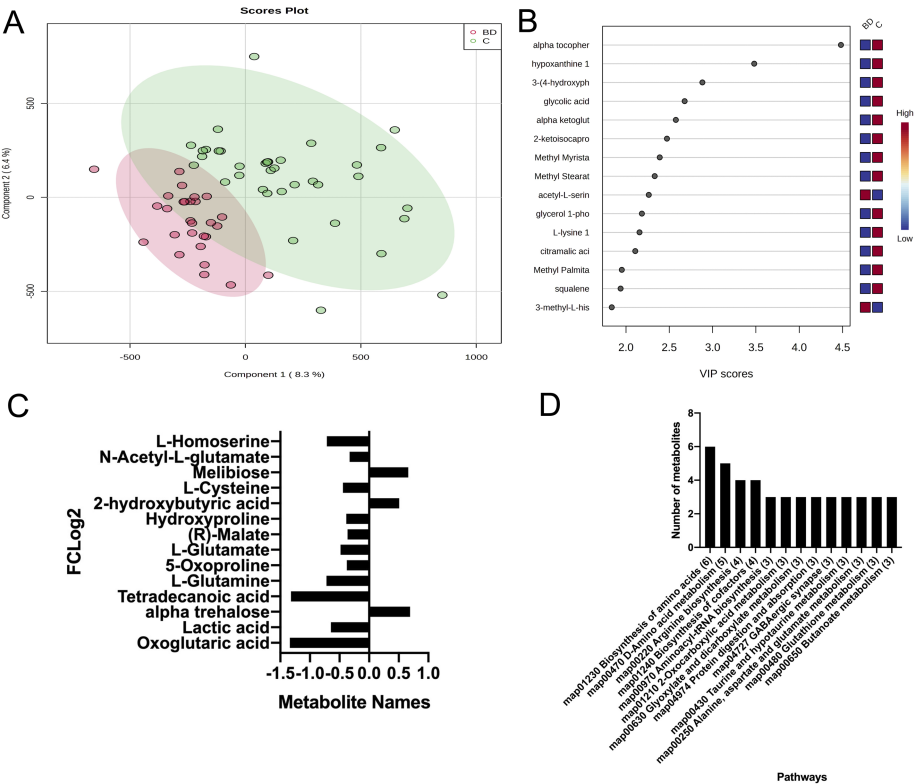 A
Scores Plot
BD
C
Component 2 ( 6.4 %)
500
0
-500
-500
0
500
1000
Component 1 ( 8.3 %)
B
BD
C
alpha tocopher
hypoxanthine 1
3-(4-hydroxyph
glycolic acid
alpha ketoglut
2-ketoisocapro
Methyl Myrista
Methyl Stearat
acetyl-L-serin
glycerol 1-pho
L-lysine 1
citramalic aci
Methyl Palmita
squalene
3-methyl-L-his
High
Low
2.0 2.5 3.0 3.5 4.0 4.5
VIP scores
C
FCLog2
L-Homoserine
N-Acetyl-L-glutamate
Melibiose
L-Cysteine
2-hydroxybutyric acid
Hydroxyproline
(R)-Malate
L-Glutamate
5-Oxoproline
L-Glutamine
Tetradecanoic acid
alpha trehalose
Lactic acid
Oxoglutaric acid
-1.5 -1.0 -0.5 0.0 0.5 1.0
Metabolite Names
D
Number of metabolites
8
6
4
2
0
map01230 Biosynthesis of amino acids (6)
map00470 D-Amino acid metabolism (5)
map00220 Arginine biosynthesis (4)
map01240 Biosynthesis of cofactors (4)
map00970 Aminoacyl-tRNA biosynthesis (3)
map01210 2-Oxocarboxylic acid metabolism (3)
map00630 Glyoxylate and dicarboxylate metabolism (3)
map04974 Protein digestion and absorption (3)
map04727 GABAergic synapse (3)
map00430 Taurine and hypotaurine metabolism (3)
map00250 Alanine, aspartate and glutamate metabolism (3)
map00480 Glutathione metabolism (3)
map00650 Butanoate metabolism (3)
Pathways